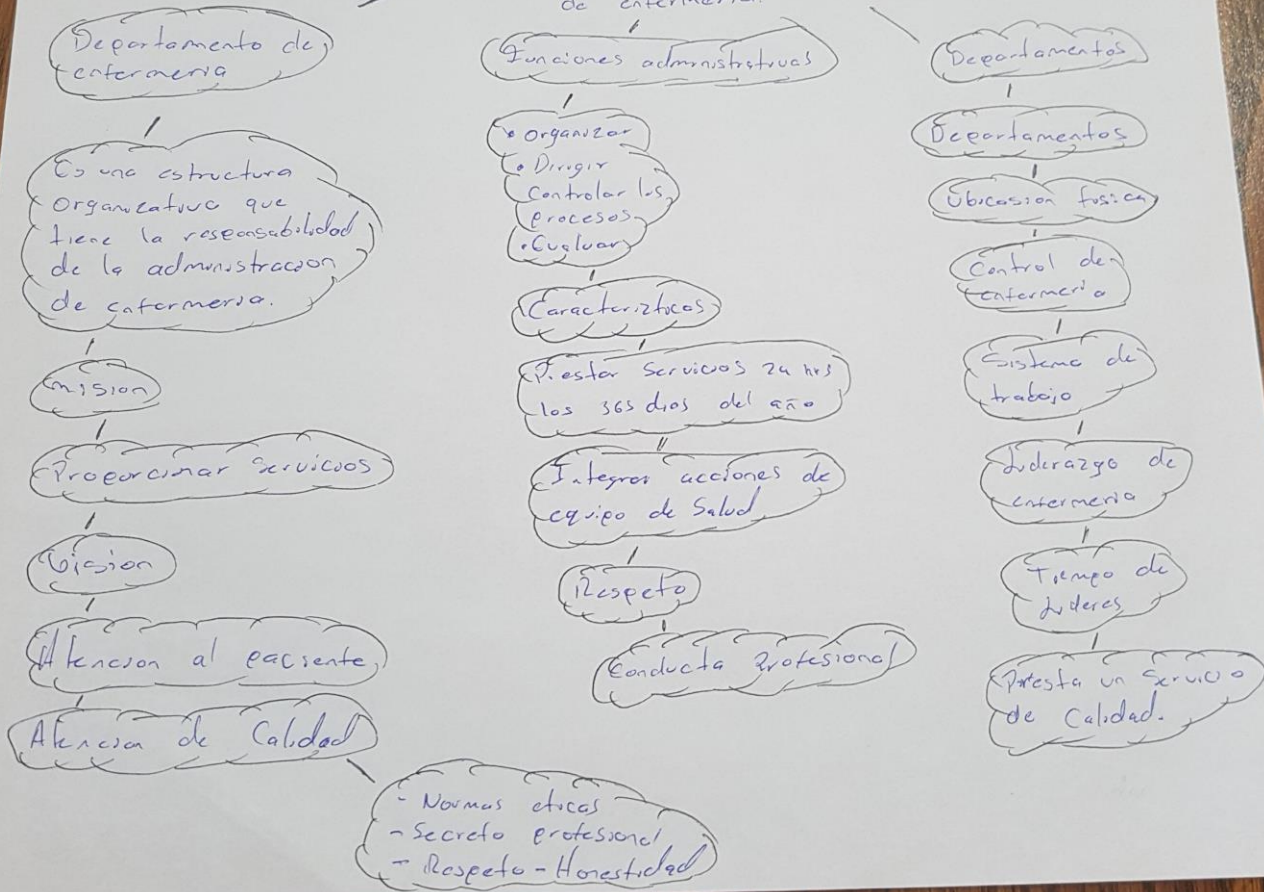 de enfermeria
Departamento de
enfermeria
Es una estructura
organizativa que
tiene la responsabilidad
de la administracion
de enfermeria.
mision
Proporcionar Servicios
Vision
Atencion al paciente
Atencion de Calidad
- Normas eticas
- Secreto profesional
- Respeto - Honestidad
Funciones administrativas
• Organizar
• Dirigir
Controlar los
procesos
• Evaluar
Caracterizticas
Prestar Servicios 24 hrs
los 365 dias del año
Integrar acciones de
equipo de Salud
Respeto
Conducta Profesional
Departamentos
Departamentos
Ubicasion fisica
Control de
enfermeria
Sistema de
trabajo
Liderazgo de
enfermeria
Tiempo de
Lideres
Presta un Servicio
de Calidad.